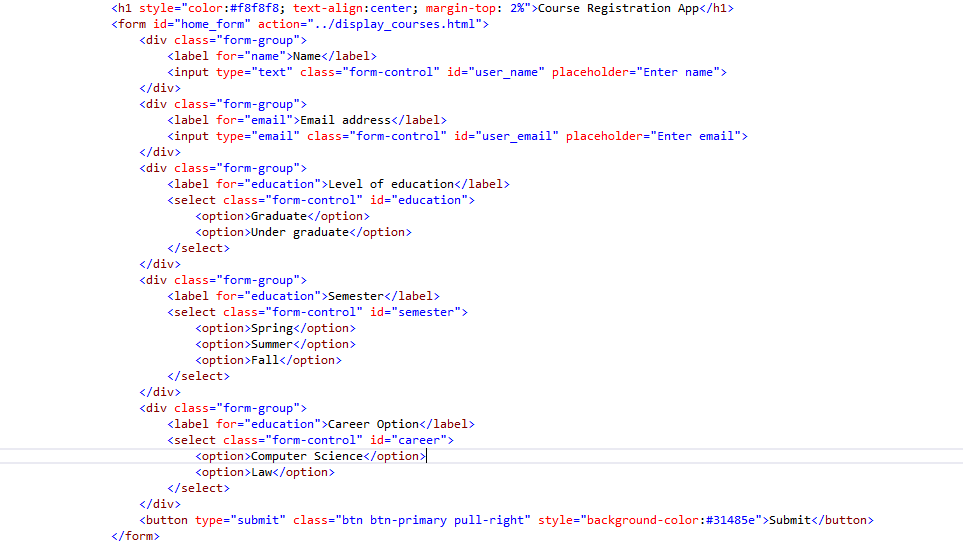 <h1 style="color:#f8f8f8; text-align:center; margin-top: 2%">Course Registration App</h1>
<form id="home_form" action="../display_courses.html">
<div class="form-group">
<label for="name">Name</label>
<input type="text" class="form-control" id="user_name" placeholder="Enter name">
</div>
<div class="form-group">
<label for="email">Email address</label>
<input type="email" class="form-control" id="user_email" placeholder="Enter email">
</div>
<div class="form-group">
<label for="education">Level of education</label>
<select class="form-control" id="education">
<option>Graduate</option>
<option>Under graduate</option>
</select>
</div>
<div class="form-group">
<label for="education">Semester</label>
<select class="form-control" id="semester">
<option>Spring</option>
<option>Summer</option>
<option>Fall</option>
</select>
</div>
<div class="form-group">
<label for="education">Career Option</label>
<select class="form-control" id="career">
<option>Computer Science</option>
<option>Law</option>
</select>
</div>
<button type="submit" class="btn btn-primary pull-right" style="background-color:#31485e">Submit</button>
</form>